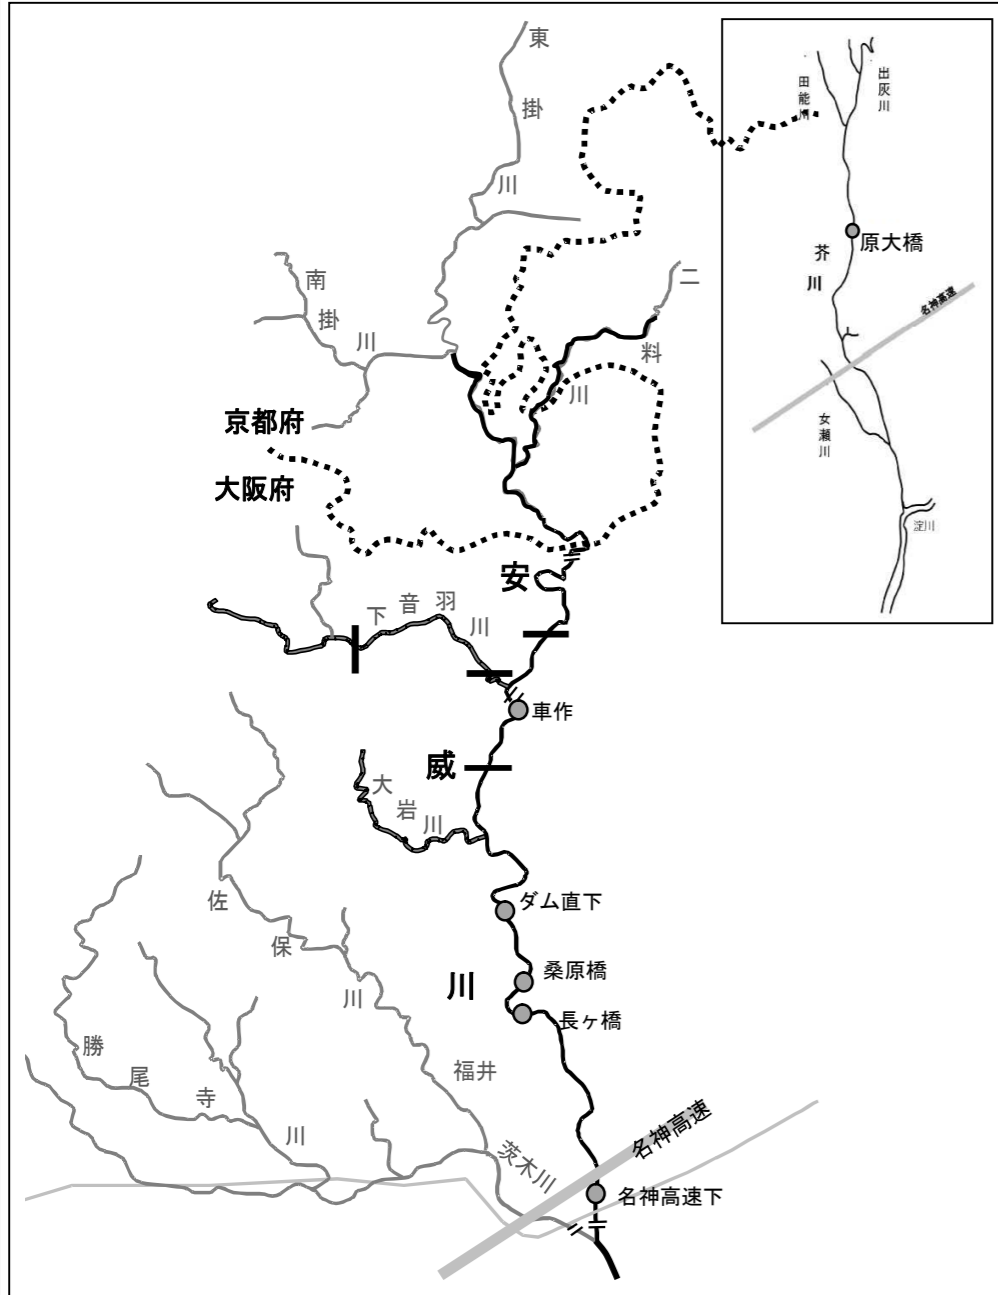 東掛川
南掛川
二料川
京都府
大阪府
安威川
下音羽川
車作
大岩川
ダム直下
桑原橋
長ヶ橋
佐保川
福井
勝尾寺川
茨木川
名神高速
名神高速下
田能川
出灰川
原大橋
芥川
名神高速
女瀬川
淀川